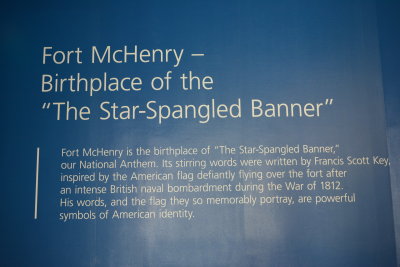 Fort McHenry –
Birthplace of the
“The Star-Spangled Banner”
Fort McHenry is the birthplace of “The Star-Spangled Banner,”
our National Anthem. Its stirring words were written by Francis Scott Key,
inspired by the American flag defiantly flying over the fort after
an intense British naval bombardment during the War of 1812.
His words, and the flag they so memorably portray, are powerful
symbols of American identity.